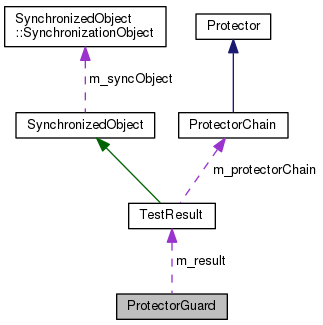 SynchronizedObject
::SynchronizationObject
Protector
m_syncObject
SynchronizedObject
ProtectorChain
m_protectorChain
TestResult
m_result
ProtectorGuard